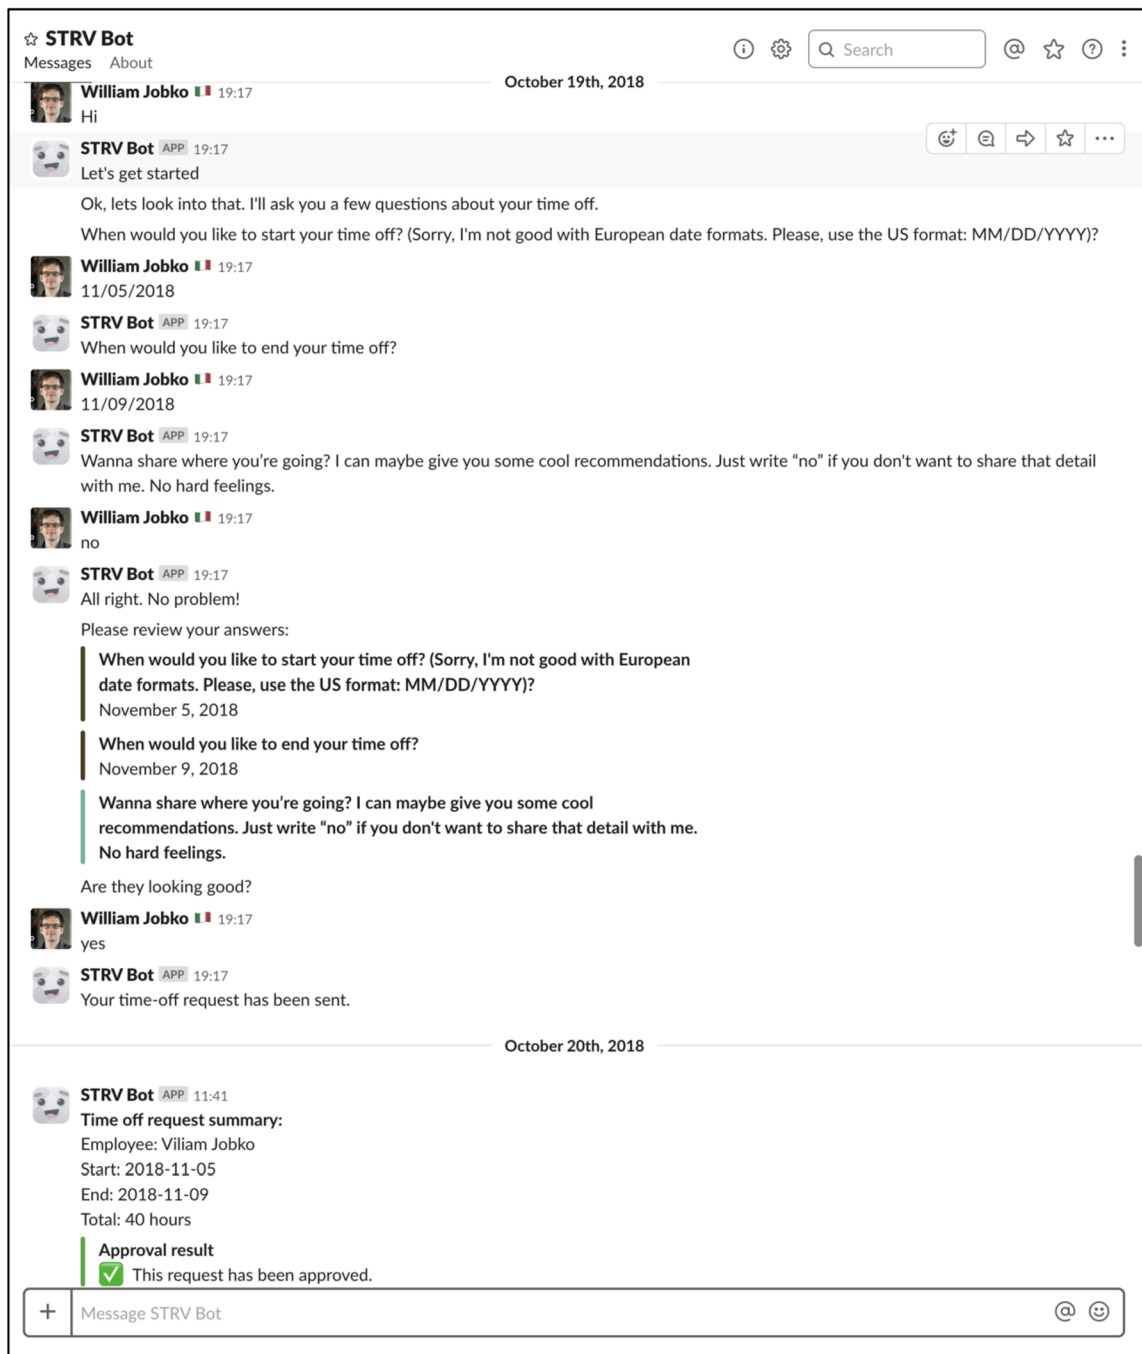 STRV Bot
Messages About
Search
October 19th, 2018
William Jobko 19:17
Hi
STRV Bot APP 19:17
Let's get started
Ok, lets look into that. I'll ask you a few questions about your time off.
When would you like to start your time off? (Sorry, I'm not good with European date formats. Please, use the US format: MM/DD/YYYY)?
William Jobko 19:17
11/05/2018
STRV Bot APP 19:17
When would you like to end your time off?
William Jobko 19:17
11/09/2018
STRV Bot APP 19:17
Wanna share where you’re going? I can maybe give you some cool recommendations. Just write “no” if you don't want to share that detail
with me. No hard feelings.
William Jobko 19:17
no
STRV Bot APP 19:17
All right. No problem!
Please review your answers:
When would you like to start your time off? (Sorry, I'm not good with European
date formats. Please, use the US format: MM/DD/YYYY)?
November 5, 2018
When would you like to end your time off?
November 9, 2018
Wanna share where you’re going? I can maybe give you some cool
recommendations. Just write “no” if you don't want to share that detail with me.
No hard feelings.
Are they looking good?
William Jobko 19:17
yes
STRV Bot APP 19:17
Your time-off request has been sent.
October 20th, 2018
STRV Bot APP 11:41
Time off request summary:
Employee: Viliam Jobko
Start: 2018-11-05
End: 2018-11-09
Total: 40 hours
Approval result
✅ This request has been approved.
Message STRV Bot